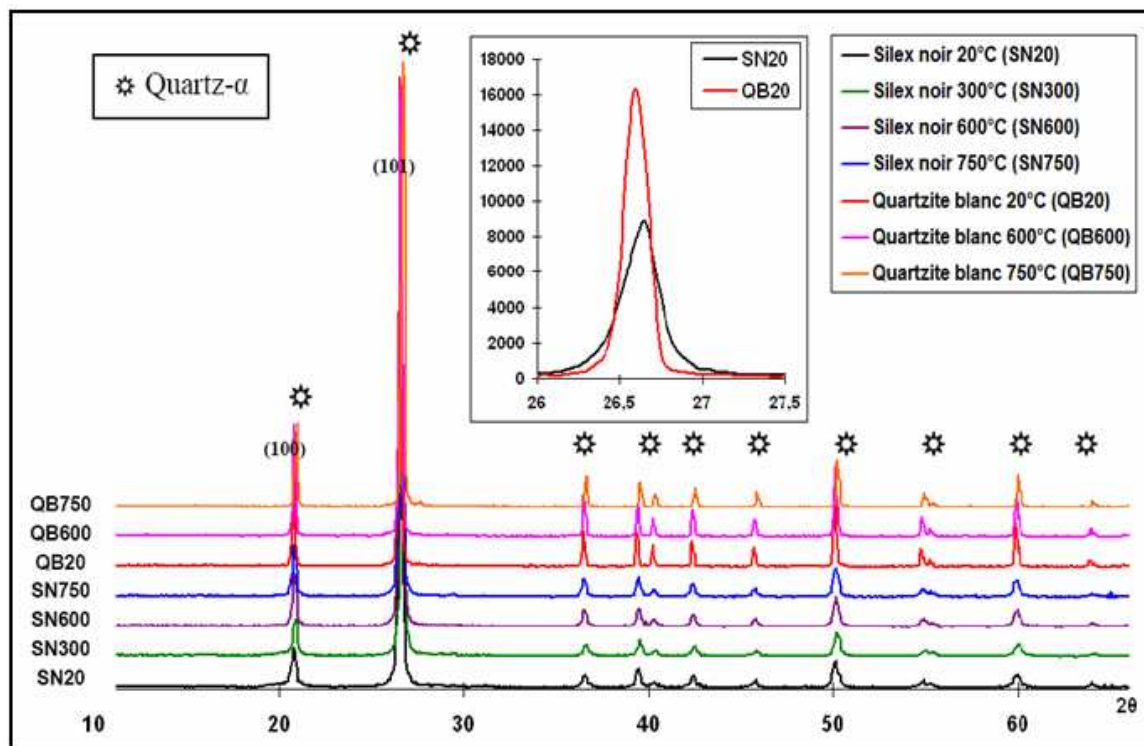 ☼ Quartz-α
(101)
(100)
18000
16000
14000
12000
10000
8000
6000
4000
2000
0
26
26,5
27
27,5
SN20
QB20
Silex noir 20°C (SN20)
Silex noir 300°C (SN300)
Silex noir 600°C (SN600)
Silex noir 750°C (SN750)
Quartzite blanc 20°C (QB20)
Quartzite blanc 600°C (QB600)
Quartzite blanc 750°C (QB750)
QB750
QB600
QB20
SN750
SN600
SN300
SN20
10
20
30
40
50
60
2θ